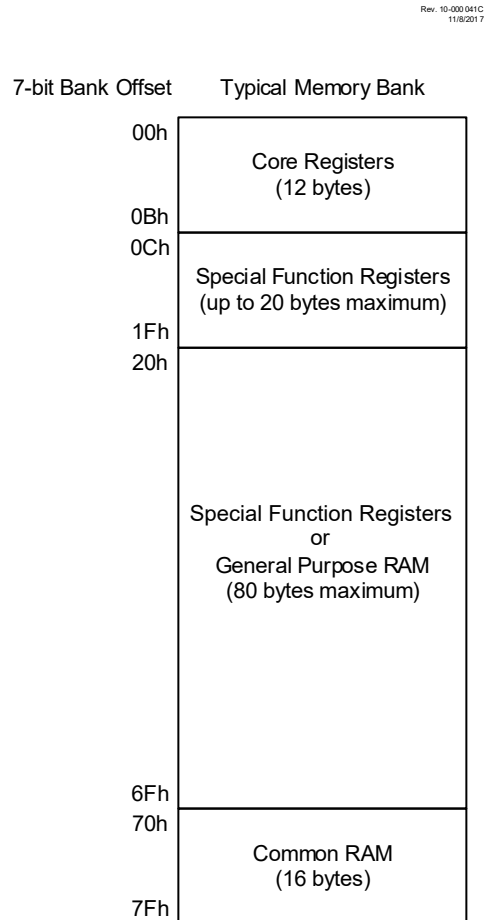 Rev. 10-000 041C
11/8/2017
7-bit Bank Offset Typical Memory Bank
00h
Core Registers
(12 bytes)
0Bh
0Ch
Special Function Registers
(up to 20 bytes maximum)
1Fh
20h
Special Function Registers
or
General Purpose RAM
(80 bytes maximum)
6Fh
70h
Common RAM
(16 bytes)
7Fh